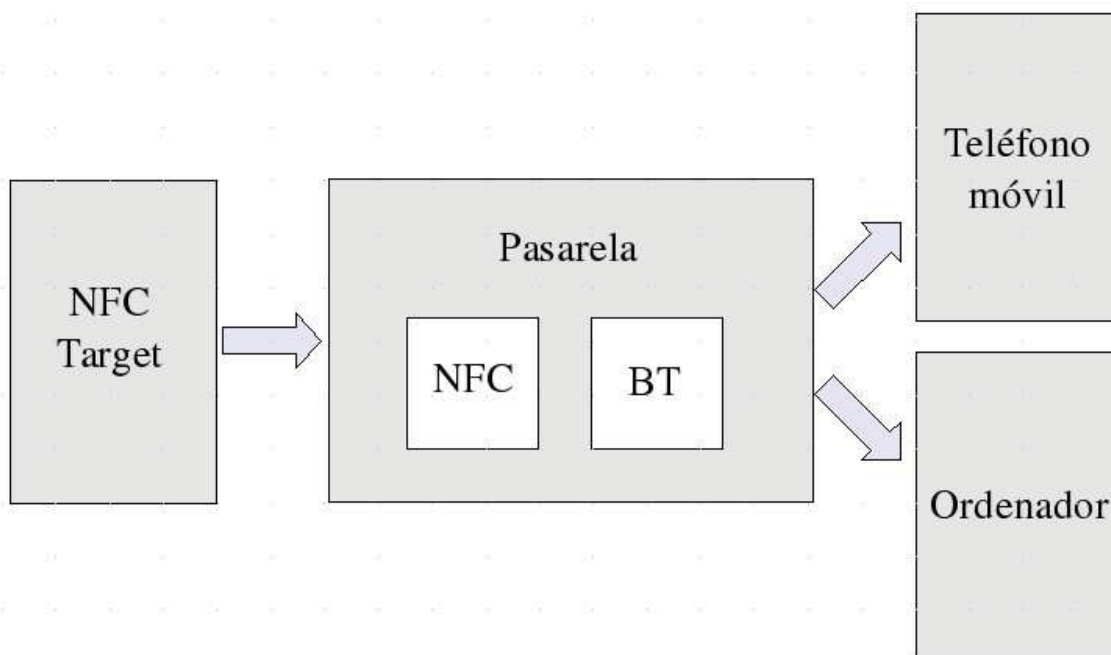 NFC
Target
Pasarela
NFC
BT
Teléfono
móvil
Ordenador